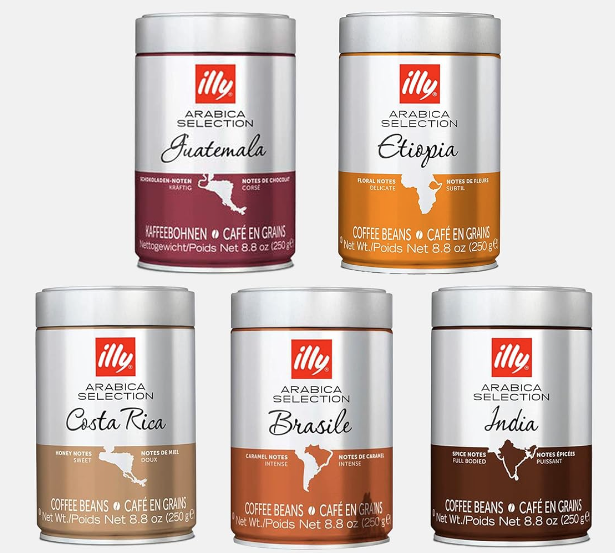 illy
ARABICA
SELECTION
Guatemala
SCHOKOLADEN-NOTEN
KRÄFTIG
NOTES DE CHOCOLAT
CORSÉ
KAFFEEBOHNEN CAFÉ EN GRAINS
Nettogewicht/Poids Net 8.8 oz (250 g℮
illy
ARABICA
SELECTION
Etiopia
FLORAL NOTES
DELICATE
NOTES DE FLEURS
SUBTIL
COFFEE BEANS CAFÉ EN GRAINS
Net Wt./Poids Net 8.8 oz (250 g℮
illy
ARABICA
SELECTION
Costa Rica
HONEY NOTES
SWEET
NOTES DE MIEL
DOUX
COFFEE BEANS CAFÉ EN GRAINS
Net Wt./Poids Net 8.8 oz (250 g
illy
ARABICA
SELECTION
Brasile
CARAMEL NOTES
INTENSE
NOTES DE CARAMEL
INTENSE
COFFEE BEANS CAFÉ EN GRAINS
Net Wt./Poids Net 8.8 oz (250 g℮
illy
ARABICA
SELECTION
India
SPICE NOTES
FULL BODIED
NOTES ÉPICÉES
PUISSANT
COFFEE BEANS CAFÉ EN GRAINS
Net Wt./Poids Net 8.8 oz (250 g℮